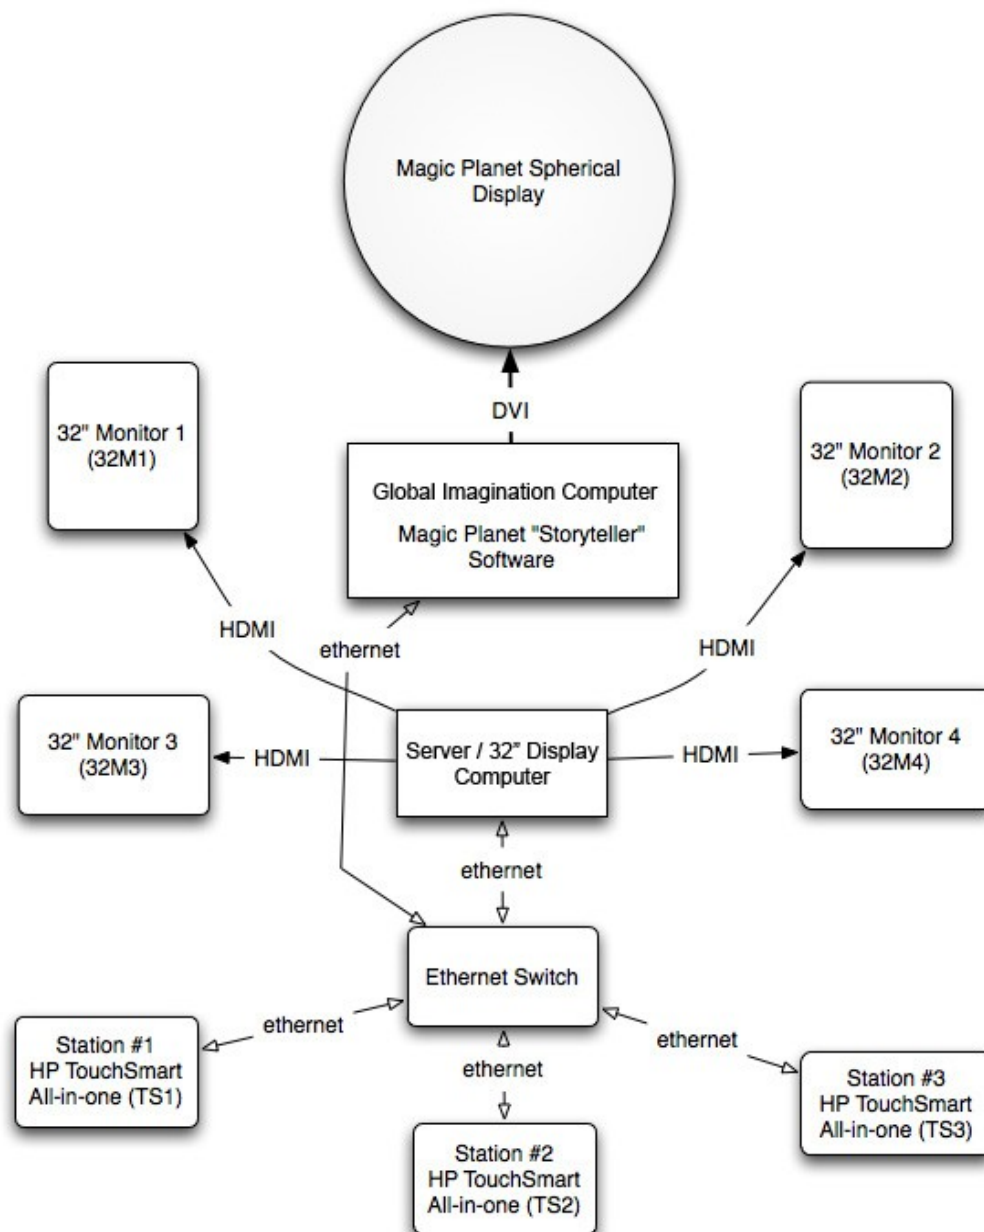 Magic Planet Spherical
Display
DVI
32" Monitor 1
(32M1)
32" Monitor 2
(32M2)
Global Imagination Computer
Magic Planet "Storyteller"
Software
HDMI
ethernet
HDMI
32" Monitor 3
(32M3)
HDMI
Server / 32” Display
Computer
HDMI
32" Monitor 4
(32M4)
ethernet
Ethernet Switch
ethernet
ethernet
ethernet
Station #1
HP TouchSmart
All-in-one (TS1)
Station #2
HP TouchSmart
All-in-one (TS2)
Station #3
HP TouchSmart
All-in-one (TS3)